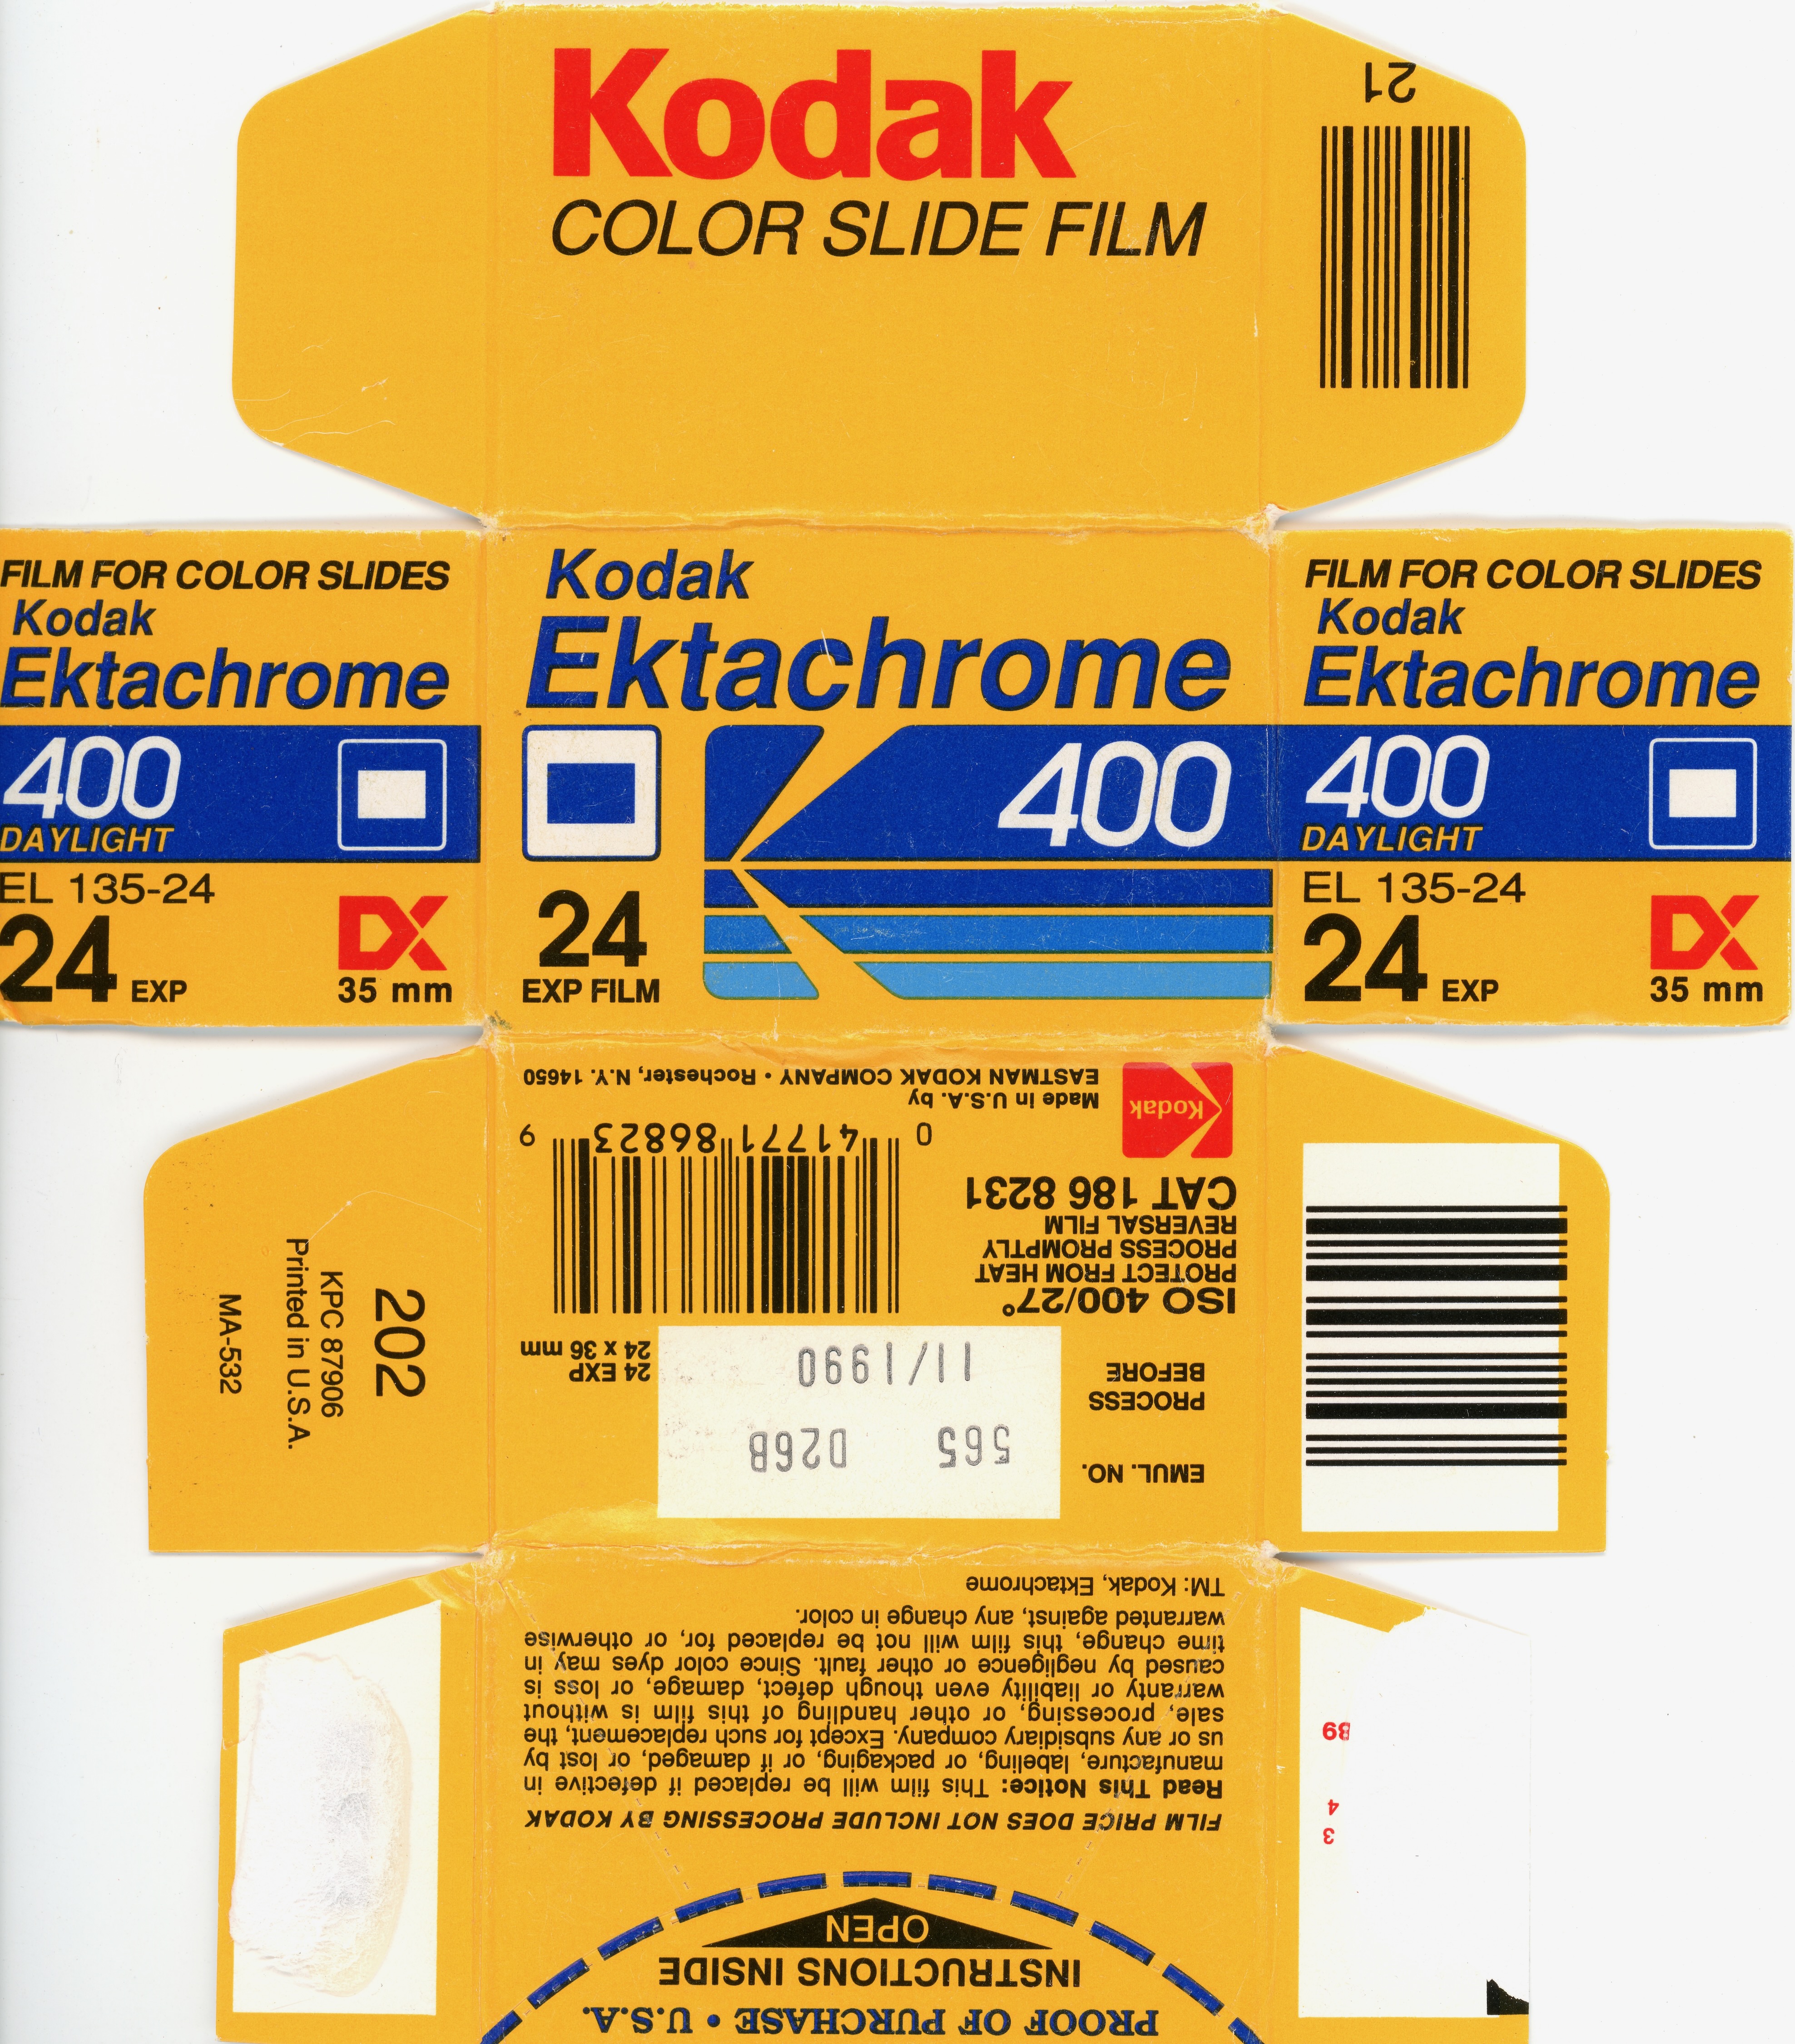 Kodak
COLOR SLIDE FILM
21
FILM FOR COLOR SLIDES
Kodak
Ektachrome
400
DAYLIGHT
EL 135-24
24 EXP
DX
35 mm
Kodak
Ektachrome
400
24
EXP FILM
FILM FOR COLOR SLIDES
Kodak
Ektachrome
400
DAYLIGHT
EL 135-24
24 EXP
DX
35 mm
202
KPC 87906
Printed in U.S.A.
MA-532
EMUL. NO.
565 D26B
PROCESS
BEFORE
11/1990
24 EXP
24 x 36 mm
ISO 400/27°
PROTECT FROM HEAT
PROCESS PROMPTLY
REVERSAL FILM
CAT 186 8231
0 41771 86823 9
Kodak
Made in U.S.A. by
EASTMAN KODAK COMPANY • Rochester, N.Y. 14650
PROOF OF PURCHASE • U.S.A.
INSTRUCTIONS INSIDE
OPEN
FILM PRICE DOES NOT INCLUDE PROCESSING BY KODAK
Read This Notice: This film will be replaced if defective in
manufacture, labeling, or packaging, or if damaged, or lost by
us or any subsidiary company. Except for such replacement, the
sale, processing, or other handling of this film is without
warranty or liability even though defect, damage, or loss is
caused by negligence or other fault. Since color dyes may in
time change, this film will not be replaced for, or otherwise
warranted against, any change in color.
TM: Kodak, Ektachrome
3
4
89